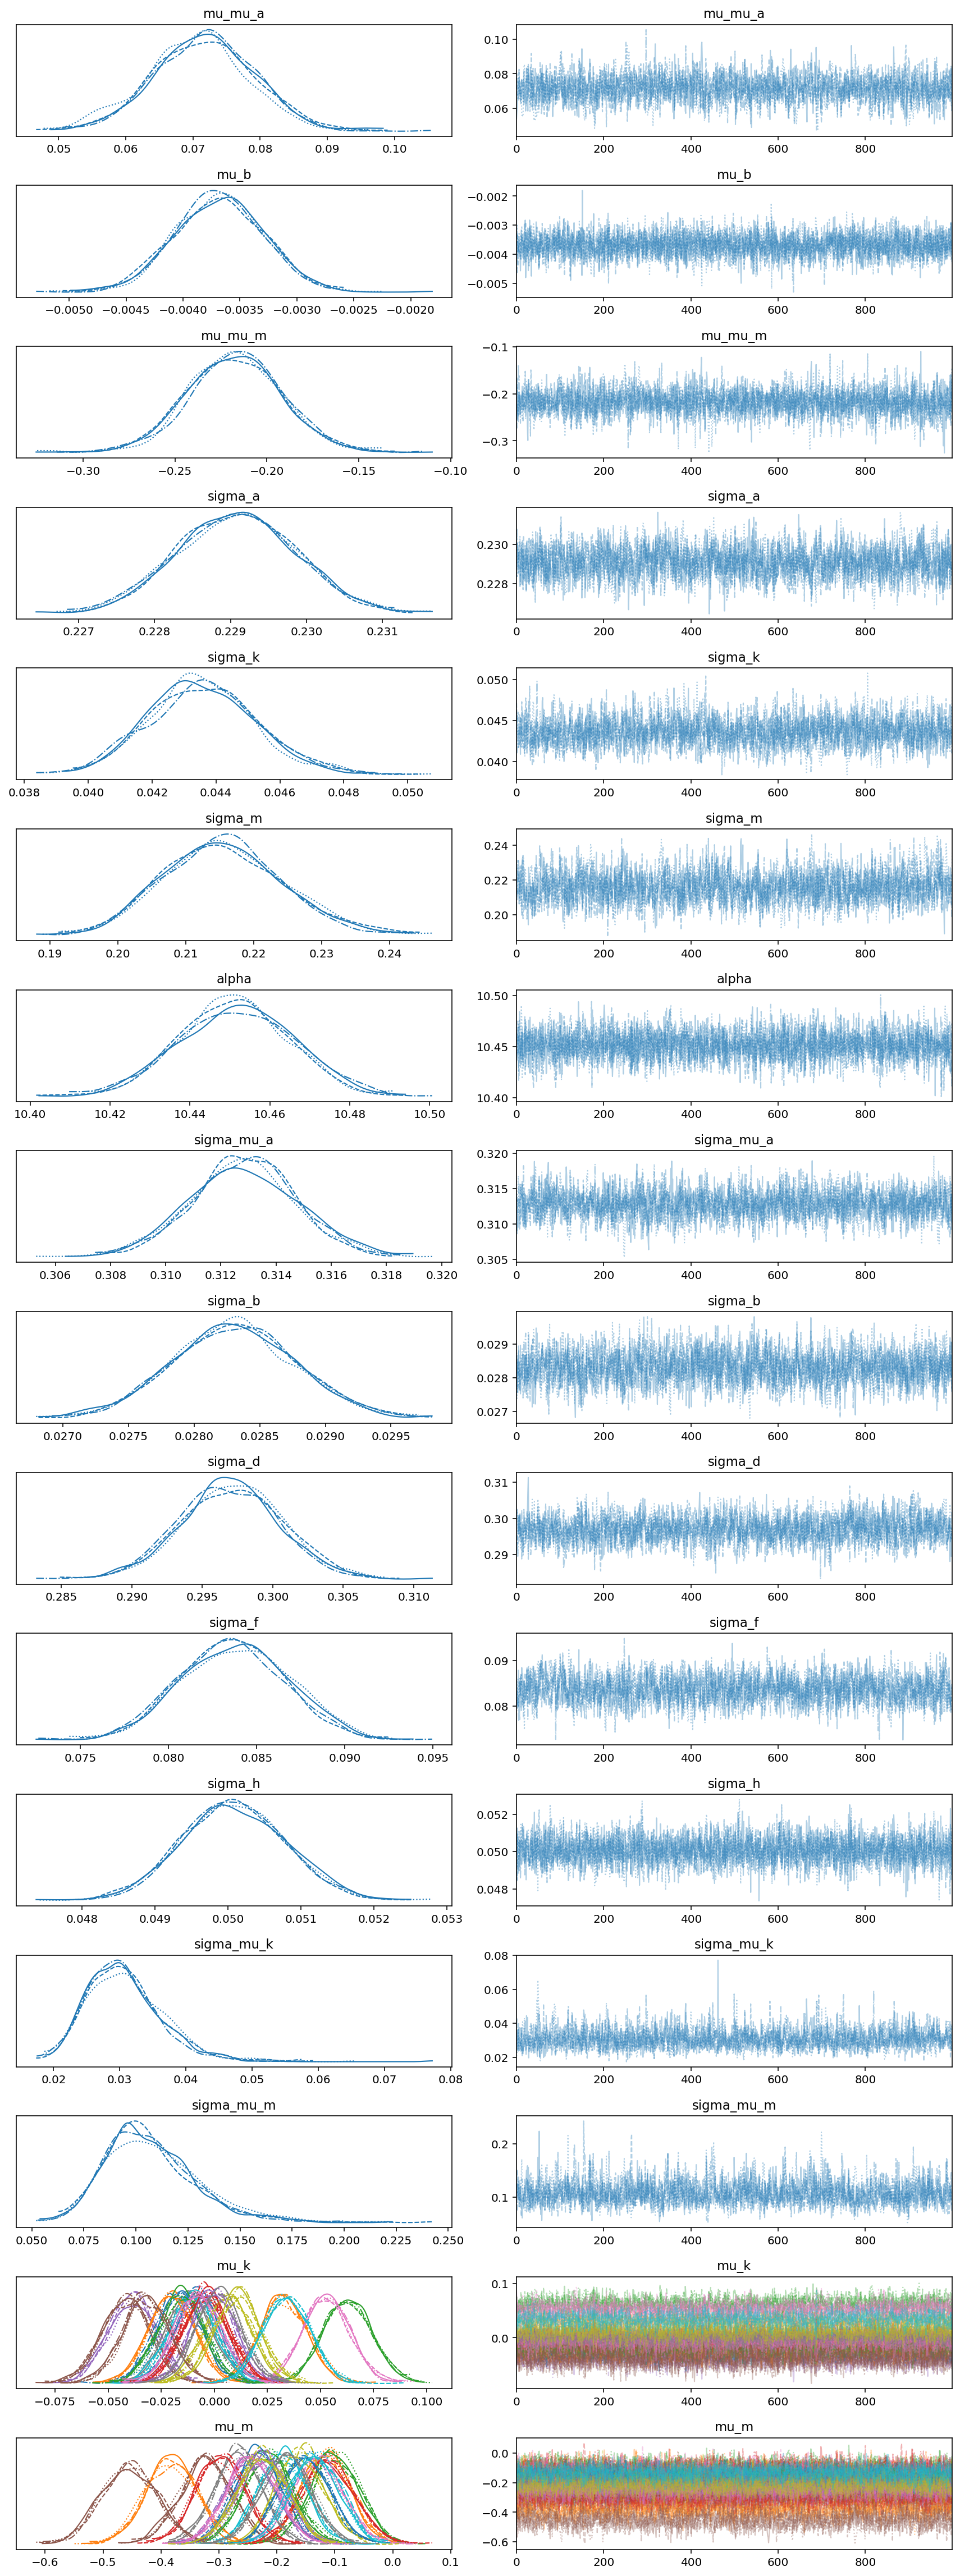 mu_mu_a mu_mu_a
0.10
0.08
0.06
0.05 0.06 0.07 0.08 0.09 0.10 0 200 400 600 800
mu_b mu_b
−0.002
−0.003
−0.004
−0.005
−0.0050 −0.0045 −0.0040 −0.0035 −0.0030 −0.0025 −0.0020 0 200 400 600 800
mu_mu_m mu_mu_m
−0.1
−0.2
−0.3
−0.30 −0.25 −0.20 −0.15 −0.10 0 200 400 600 800
sigma_a sigma_a
0.230
0.228
0.227 0.228 0.229 0.230 0.231 0 200 400 600 800
sigma_k sigma_k
0.050
0.045
0.040
0.038 0.040 0.042 0.044 0.046 0.048 0.050 0 200 400 600 800
sigma_m sigma_m
0.24
0.22
0.20
0.19 0.20 0.21 0.22 0.23 0.24 0 200 400 600 800
alpha alpha
10.50
10.45
10.40
10.40 10.42 10.44 10.46 10.48 10.50 0 200 400 600 800
sigma_mu_a sigma_mu_a
0.320
0.315
0.310
0.305
0.306 0.308 0.310 0.312 0.314 0.316 0.318 0.320 0 200 400 600 800
sigma_b sigma_b
0.029
0.028
0.027
0.0270 0.0275 0.0280 0.0285 0.0290 0.0295 0 200 400 600 800
sigma_d sigma_d
0.31
0.30
0.29
0.285 0.290 0.295 0.300 0.305 0.310 0 200 400 600 800
sigma_f sigma_f
0.09
0.08
0.075 0.080 0.085 0.090 0.095 0 200 400 600 800
sigma_h sigma_h
0.052
0.050
0.048
0.048 0.049 0.050 0.051 0.052 0.053 0 200 400 600 800
sigma_mu_k sigma_mu_k
0.08
0.06
0.04
0.02
0.02 0.03 0.04 0.05 0.06 0.07 0.08 0 200 400 600 800
sigma_mu_m sigma_mu_m
0.2
0.1
0.050 0.075 0.100 0.125 0.150 0.175 0.200 0.225 0.250 0 200 400 600 800
mu_k mu_k
0.1
0.0
−0.075 −0.050 −0.025 0.000 0.025 0.050 0.075 0.100 0 200 400 600 800
mu_m mu_m
0.0
−0.2
−0.4
−0.6
−0.6 −0.5 −0.4 −0.3 −0.2 −0.1 0.0 0.1 0 200 400 600 800